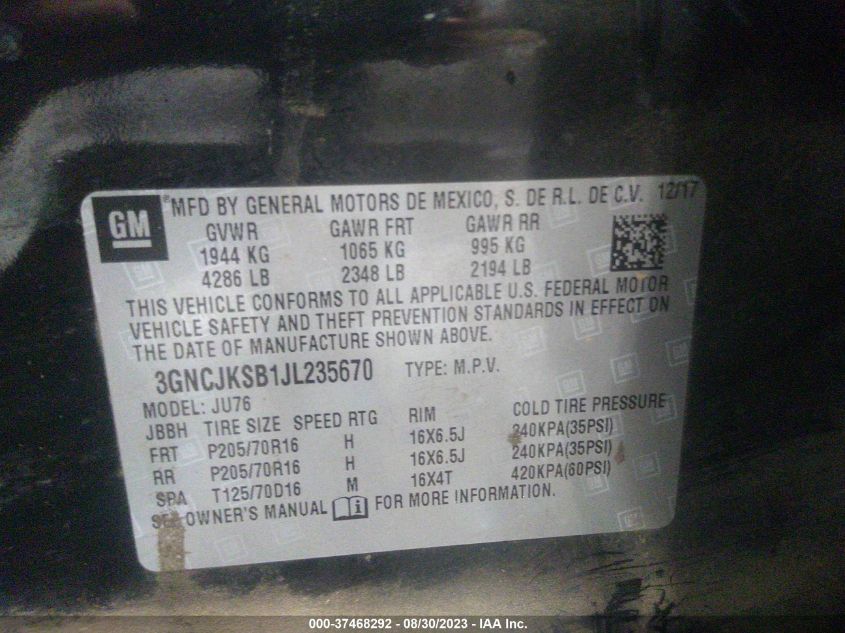 GM ®MFD BY GENERAL MOTORS DE MEXICO, S. DE R.L. DE C.V. 12/17
GVWR GAWR FRT GAWR RR
1944 KG 1065 KG 995 KG
4286 LB 2348 LB 2194 LB
THIS VEHICLE CONFORMS TO ALL APPLICABLE U.S. FEDERAL MOTOR
VEHICLE SAFETY AND THEFT PREVENTION STANDARDS IN EFFECT ON
THE DATE OF MANUFACTURE SHOWN ABOVE.
3GNCJKSB1JL235670 TYPE: M.P.V.
MODEL: JU76
JBBH TIRE SIZE SPEED RTG RIM COLD TIRE PRESSURE
FRT P205/70R16 H 16X6.5J 240KPA(35PSI)
RR P205/70R16 H 16X6.5J 240KPA(35PSI)
SPA T125/70D16 M 16X4T 420KPA(60PSI)
SEE OWNER'S MANUAL FOR MORE INFORMATION.
000-37468292 - 08/30/2023 - IAA Inc.